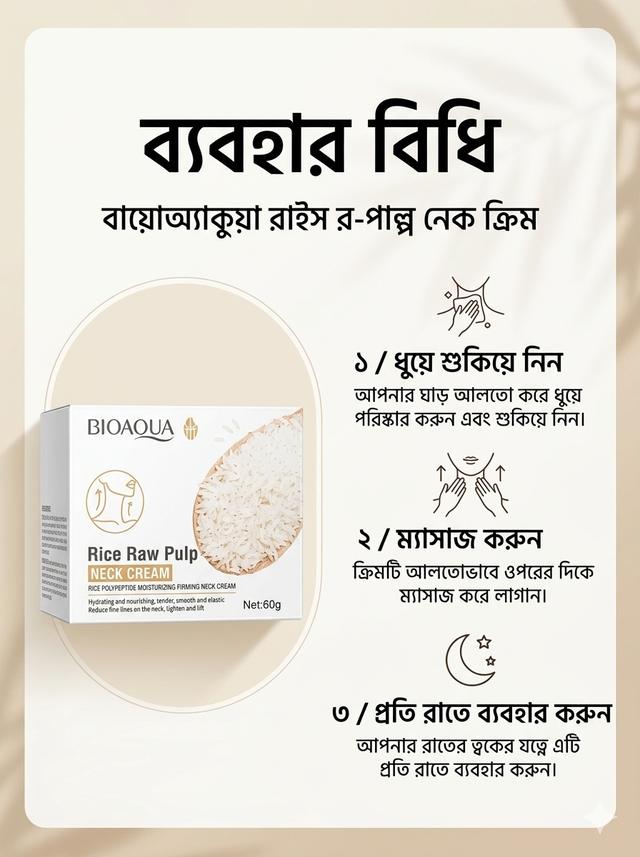 ব্যবহার বিধি
বায়োঅ্যাকুয়া রাইস র-পাল্প নেক ক্রিম
BIOAQUA
Rice Raw Pulp
NECK CREAM
RICE POLYPEPTIDE MOISTURIZING FIRMING NECK CREAM
Hydrating and nourishing, tender, smooth and elastic
Reduce fine lines on the neck, lighten and lift
Net:60g
১ / ধুয়ে শুকিয়ে নিন
আপনার ঘাড় আলতো করে ধুয়ে
পরিস্কার করুন এবং শুকিয়ে নিন।
২ / ম্যাসাজ করুন
ক্রিমটি আলতোভাবে ওপরের দিকে
ম্যাসাজ করে লাগান।
৩ / প্রতি রাতে ব্যবহার করুন
আপনার রাতের ত্বকের যত্নে এটি
প্রতি রাতে ব্যবহার করুন।